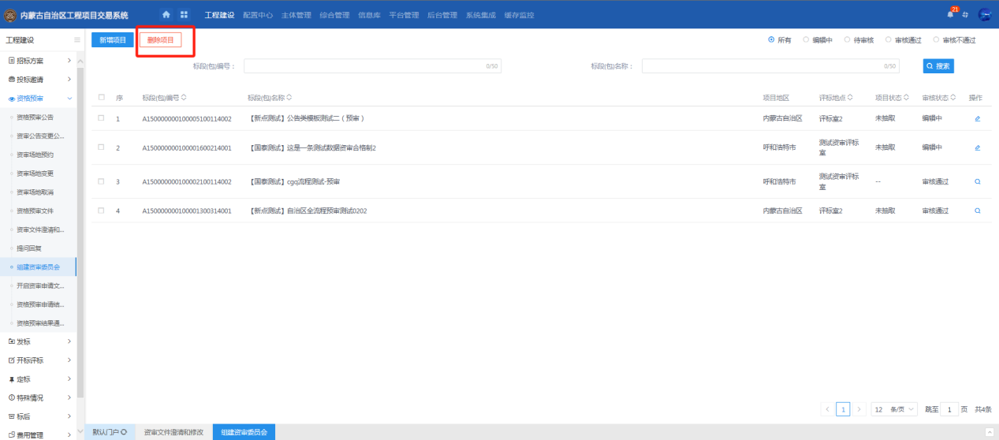 内蒙古自治区工程项目交易系统 工程建设 配置中心 主体管理 综合管理 信息库 平台管理 后台管理 系统集成 缓存监控 21
工程建设
新增项目 删除项目 所有 编辑中 待审核 审核通过 审核不通过
标段(包)编号： 0/50 标段(包)名称： 0/50 搜索
招标方案
投标邀请
资格预审
资格预审公告
资审公告变更公...
资审场地预约
资审场地变更
资审场地取消
资格预审文件
资审文件澄清和...
提问回复
组建资审委员会
开启资审申请文...
资格预审申请结...
资格预审结果通...
发标
开标评标
定标
特殊情况
标后
费用管理
序 标段(包)编号 标段(包)名称 项目地区 评标地点 项目状态 审核状态 操作
1 A150000000100005100114002 【新点测试】公告类模板测试二（预审） 内蒙古自治区 评标室2 未抽取 编辑中
2 A150000000100001600214001 【国泰测试】这是一条测试数据资审合格制2 呼和浩特市 测试资审评标室 未抽取 编辑中
3 A150000000100002100114002 【国泰测试】cgq流程测试-预审 呼和浩特市 测试资审评标室 -- 审核通过
4 A150000000100001300314001 【新点测试】自治区全流程预审测试0202 内蒙古自治区 评标室2 未抽取 审核通过
1 12 条/页 跳至 1 页 共4条
默认门户 资审文件澄清和修改 组建资审委员会